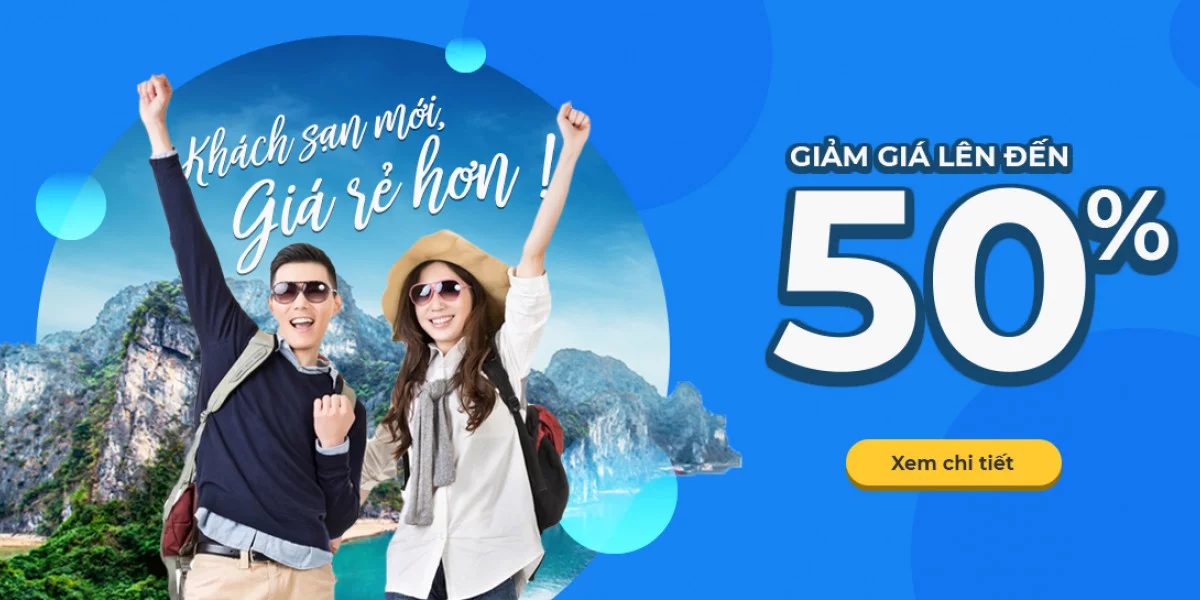 Khách sạn mới,
Giá rẻ hơn !
GIẢM GIÁ LÊN ĐẾN
50%
Xem chi tiết